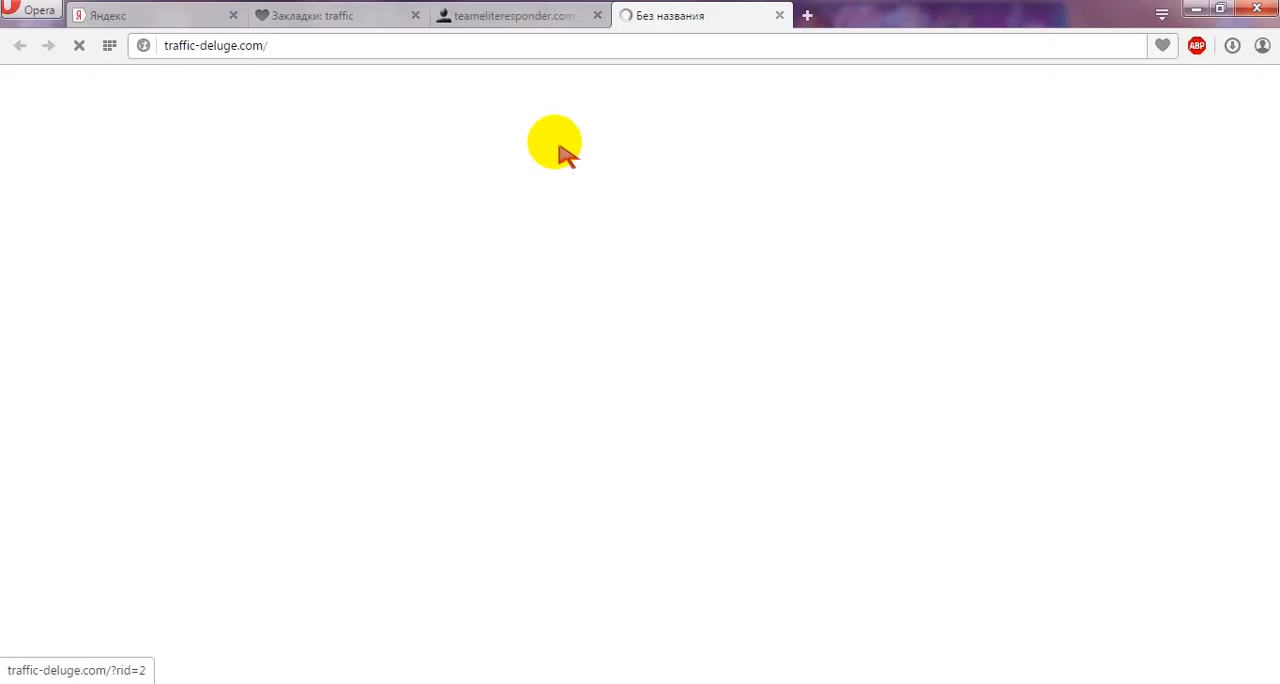 Opera
Яндекс
Закладки: traffic
teameliteresponder.com
Без названия
traffic-deluge.com/
ABP
traffic-deluge.com/?rid=2